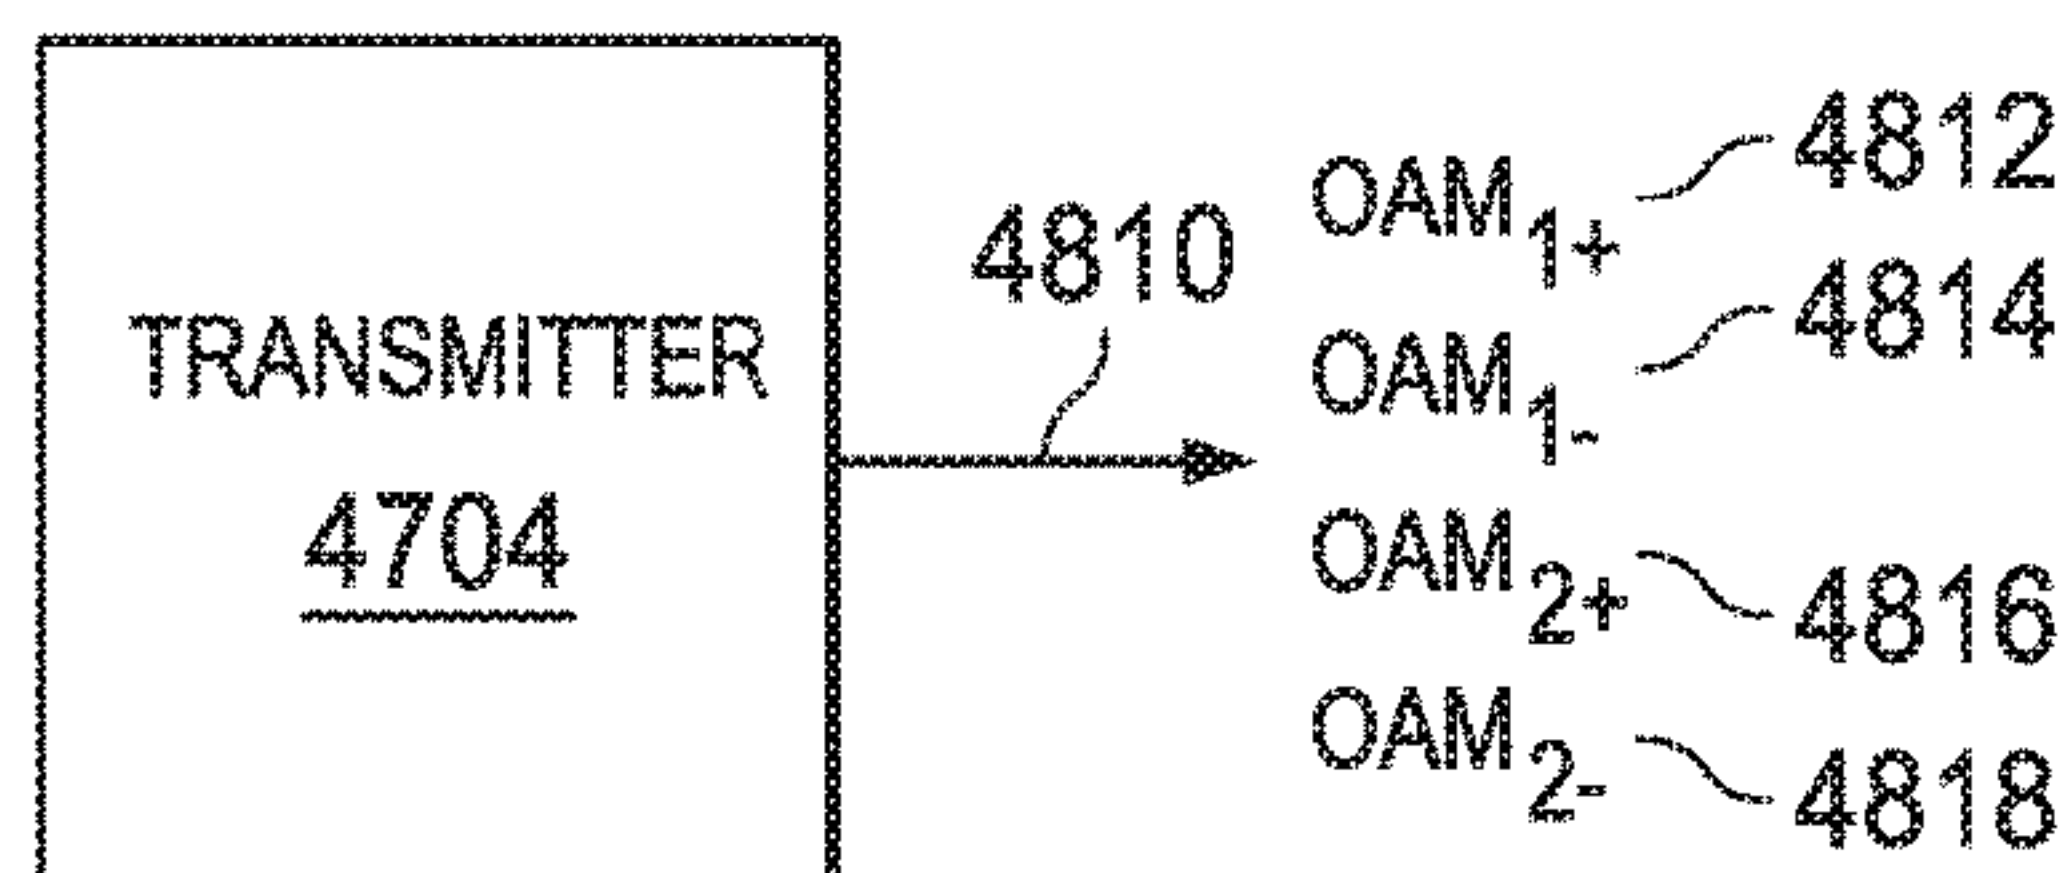 TRANSMITTER
4704
4810
OAM1+ 4812
OAM1- 4814
OAM2+ 4816
OAM2- 4818